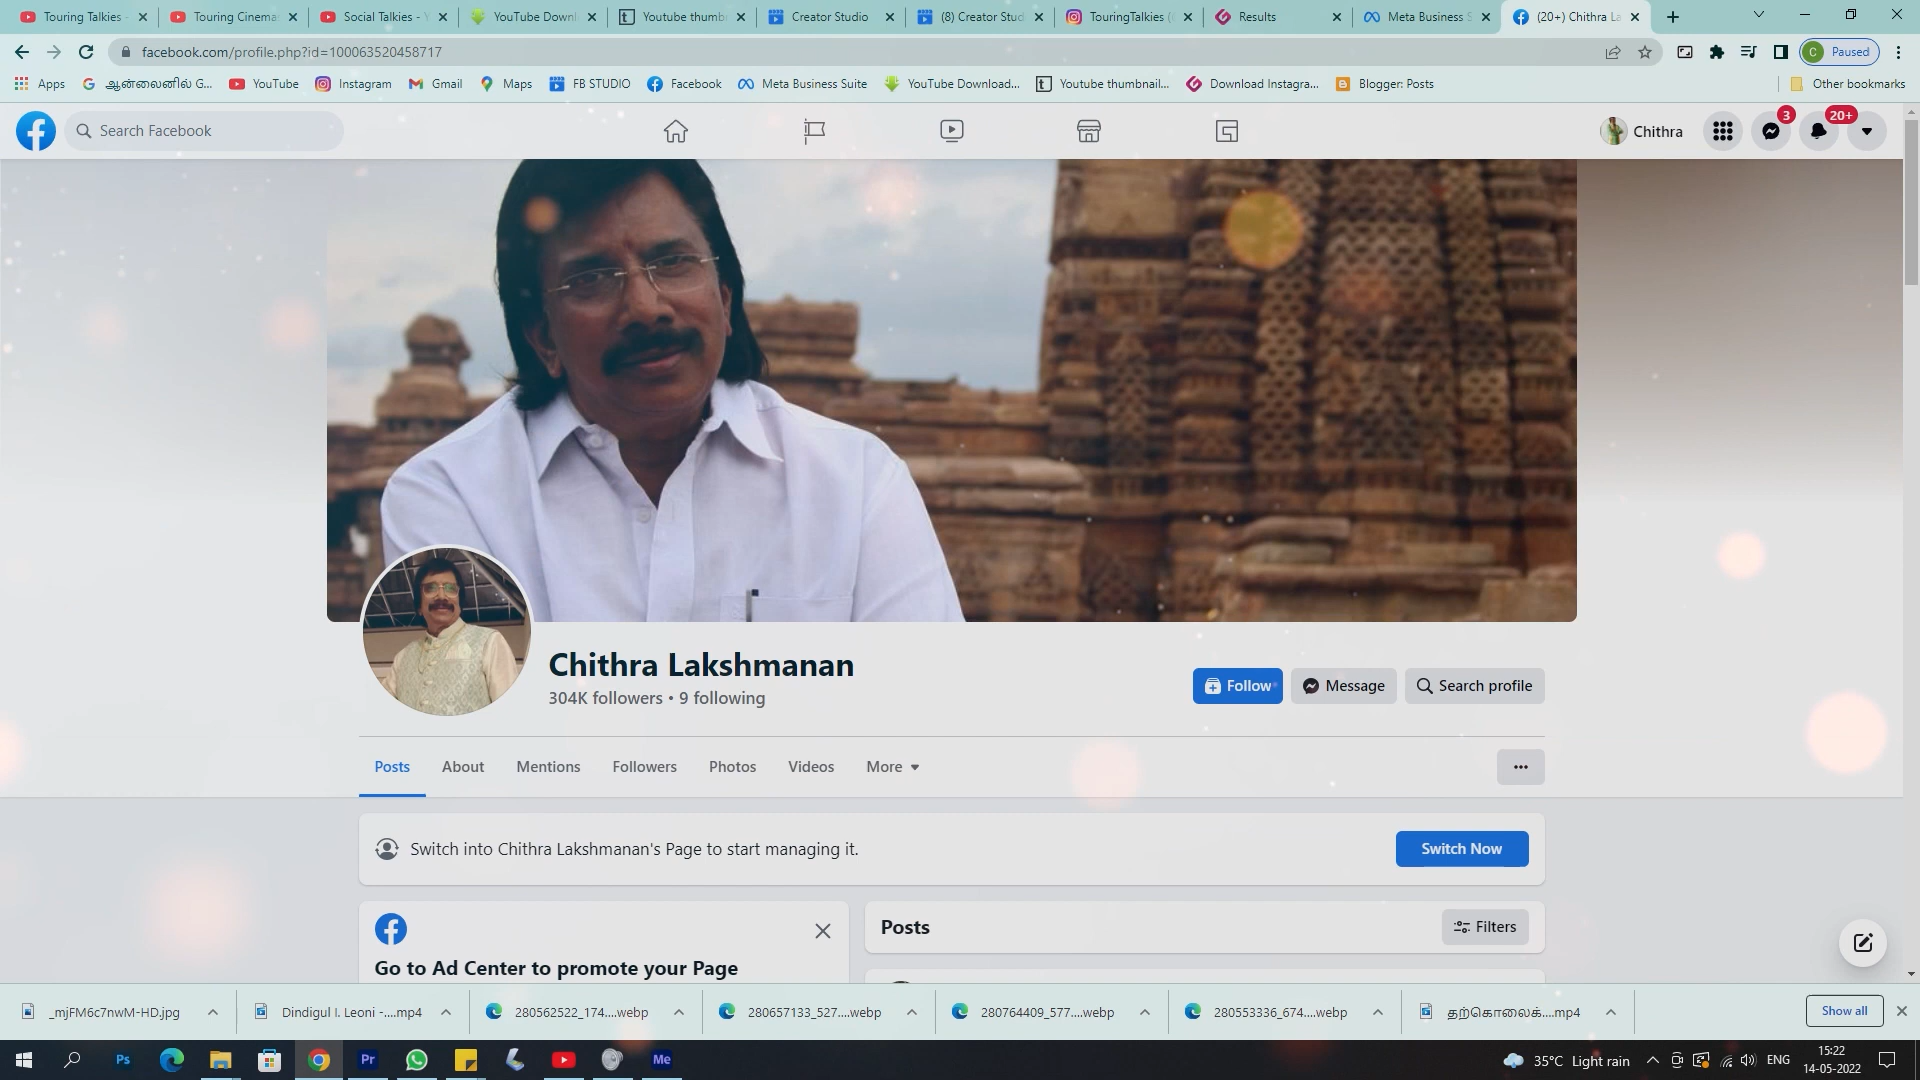 Touring Talkies -
Touring Cinema
Social Talkies - Y
YouTube Downl
Youtube thumb
Creator Studio
(8) Creator Stud
TouringTalkies (
Results
Meta Business S
(20+) Chithra La
facebook.com/profile.php?id=100063520458717
C Paused
Apps
ஆன்லைனில் G...
YouTube
Instagram
Gmail
Maps
FB STUDIO
Facebook
Meta Business Suite
YouTube Download...
Youtube thumbnail...
Download Instagra...
Blogger: Posts
Other bookmarks
Search Facebook
Chithra
3
20+
Chithra Lakshmanan
304K followers • 9 following
Follow
Message
Search profile
Posts
About
Mentions
Followers
Photos
Videos
More
Switch into Chithra Lakshmanan's Page to start managing it.
Switch Now
Go to Ad Center to promote your Page
Posts
Filters
_mjFM6c7nwM-HD.jpg
Dindigul I. Leoni -....mp4
280562522_174....webp
280657133_527....webp
280764409_577....webp
280553336_674....webp
தற்கொலைக்....mp4
Show all
Ps
Pr
Me
35°C Light rain
ENG
15:22
14-05-2022